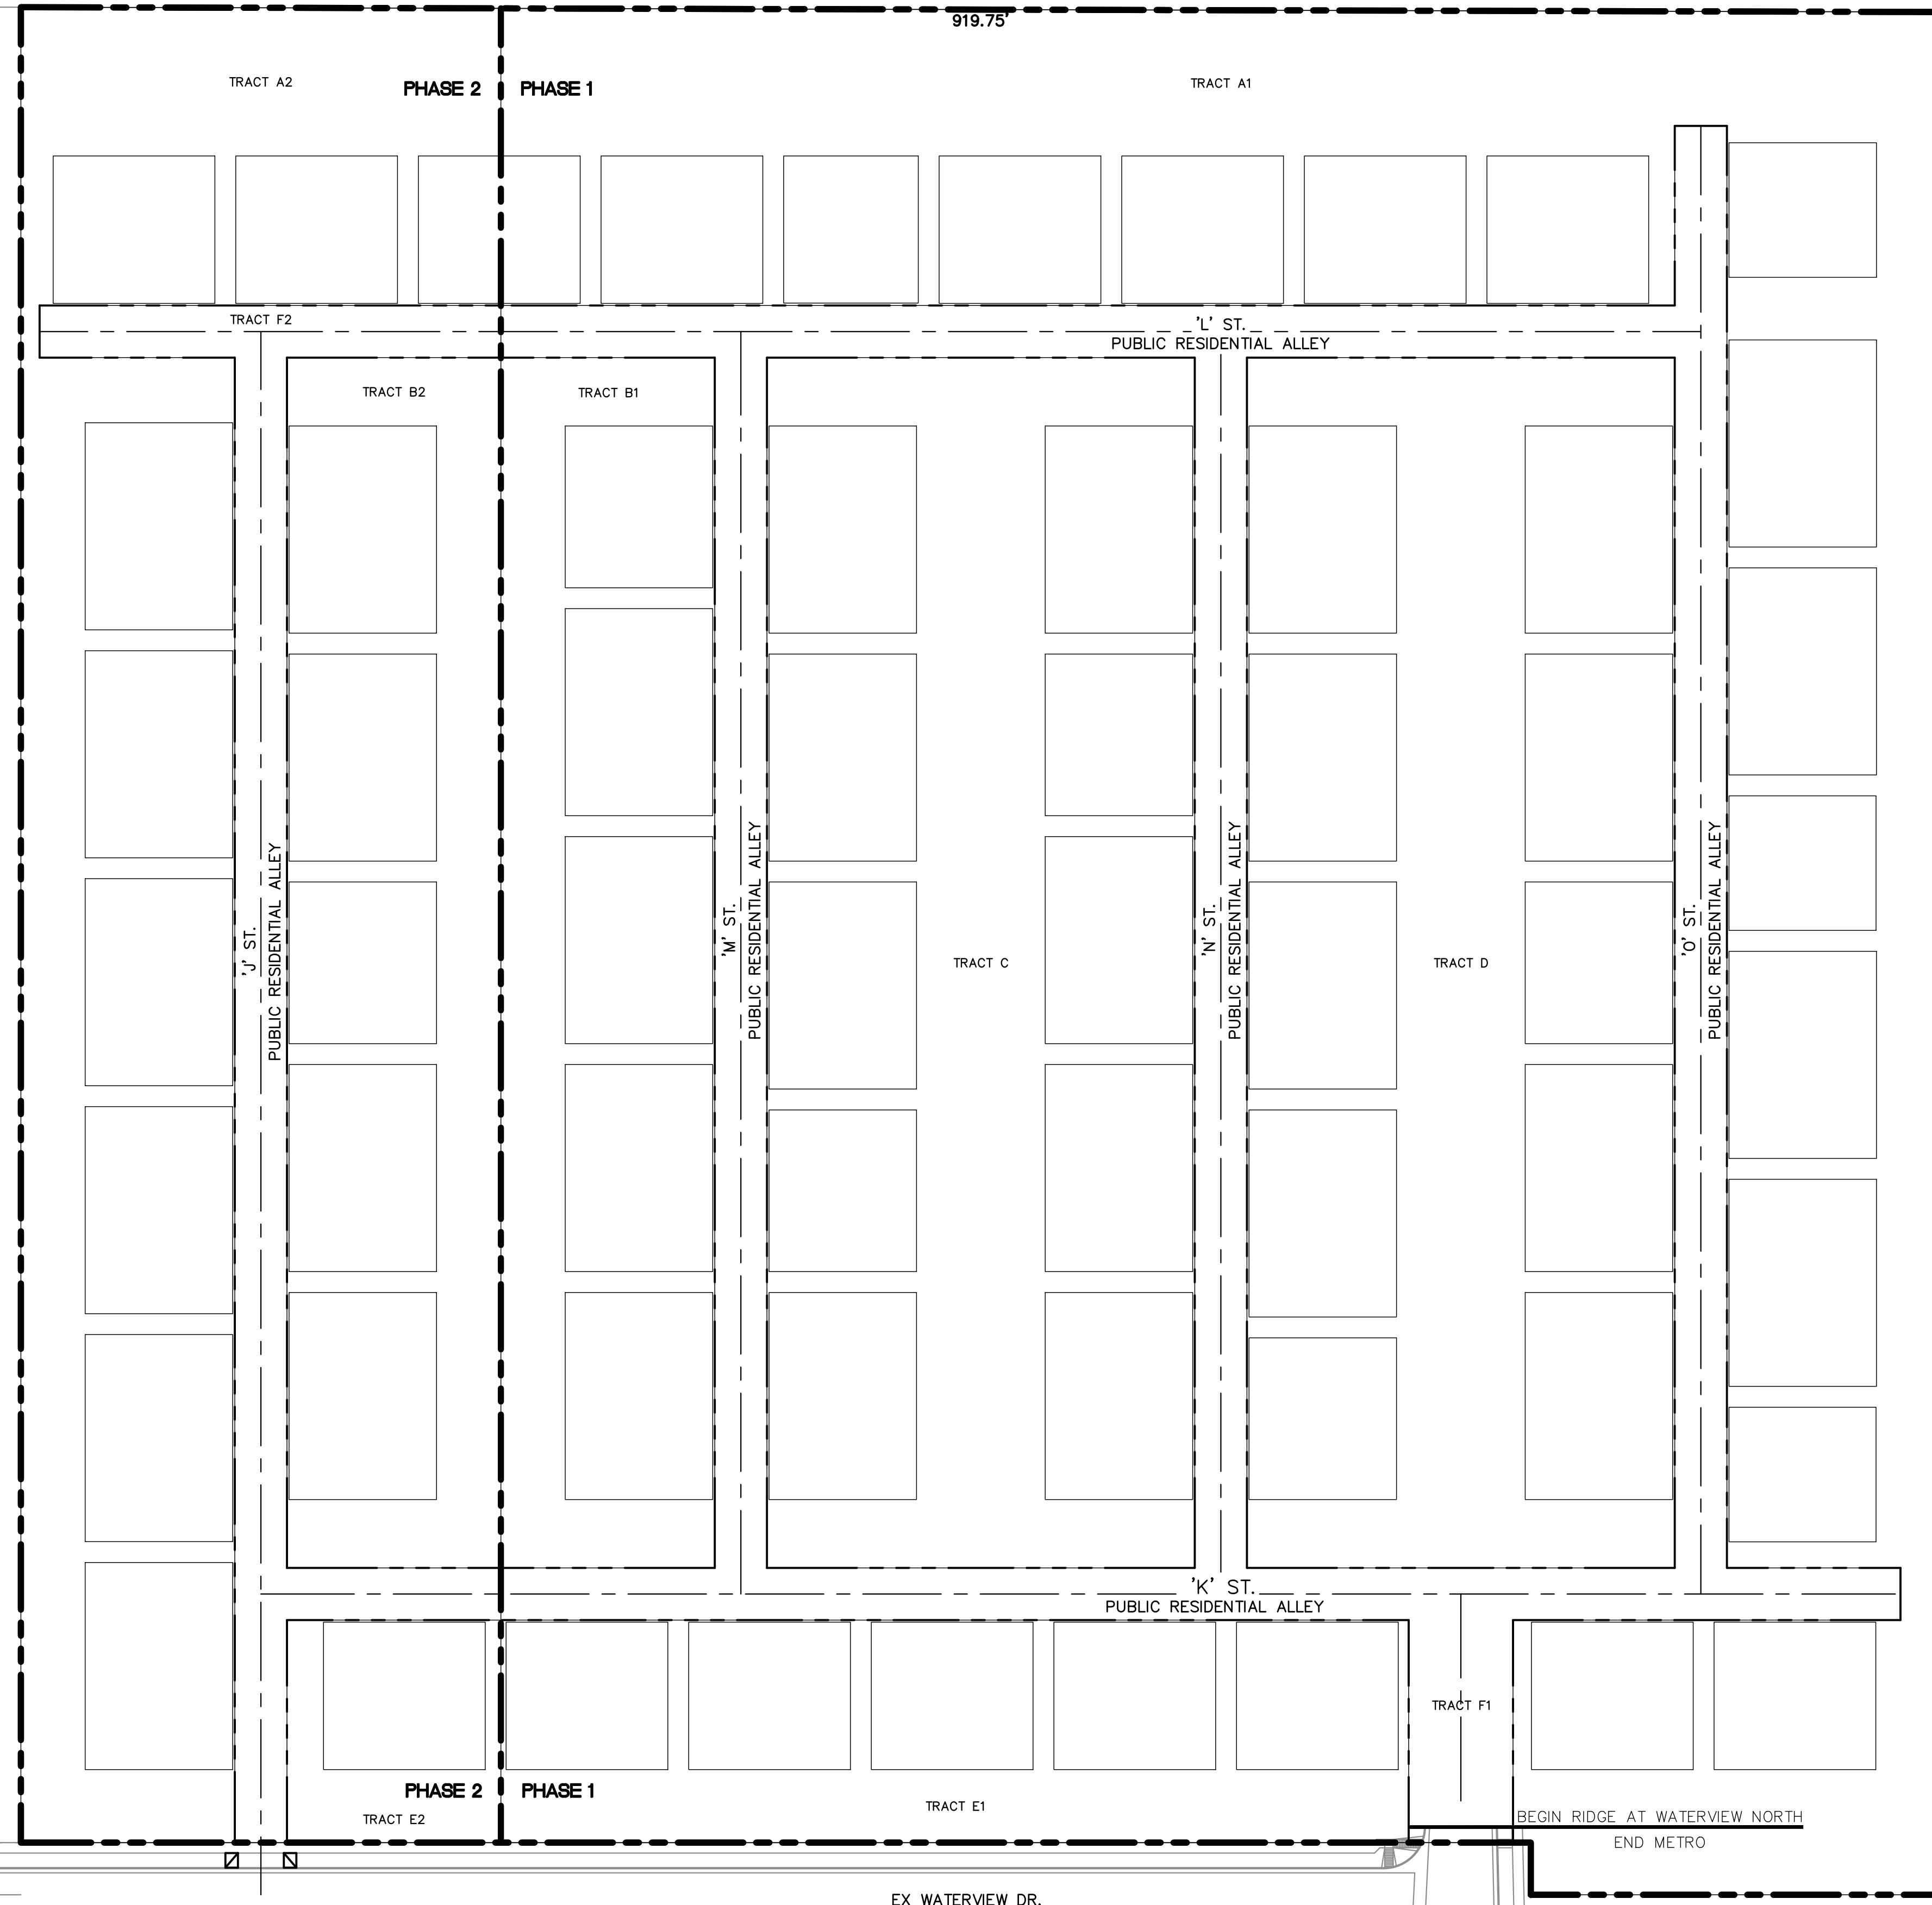 919.75'
TRACT A2
PHASE 2
PHASE 1
TRACT A1
TRACT F2
'L' ST.
PUBLIC RESIDENTIAL ALLEY
TRACT B2
TRACT B1
'J' ST.
PUBLIC RESIDENTIAL ALLEY
'M' ST.
PUBLIC RESIDENTIAL ALLEY
TRACT C
'N' ST.
PUBLIC RESIDENTIAL ALLEY
TRACT D
'O' ST.
PUBLIC RESIDENTIAL ALLEY
'K' ST.
PUBLIC RESIDENTIAL ALLEY
TRACT F1
PHASE 2
PHASE 1
TRACT E2
TRACT E1
BEGIN RIDGE AT WATERVIEW NORTH
END METRO
EX WATERVIEW DR.